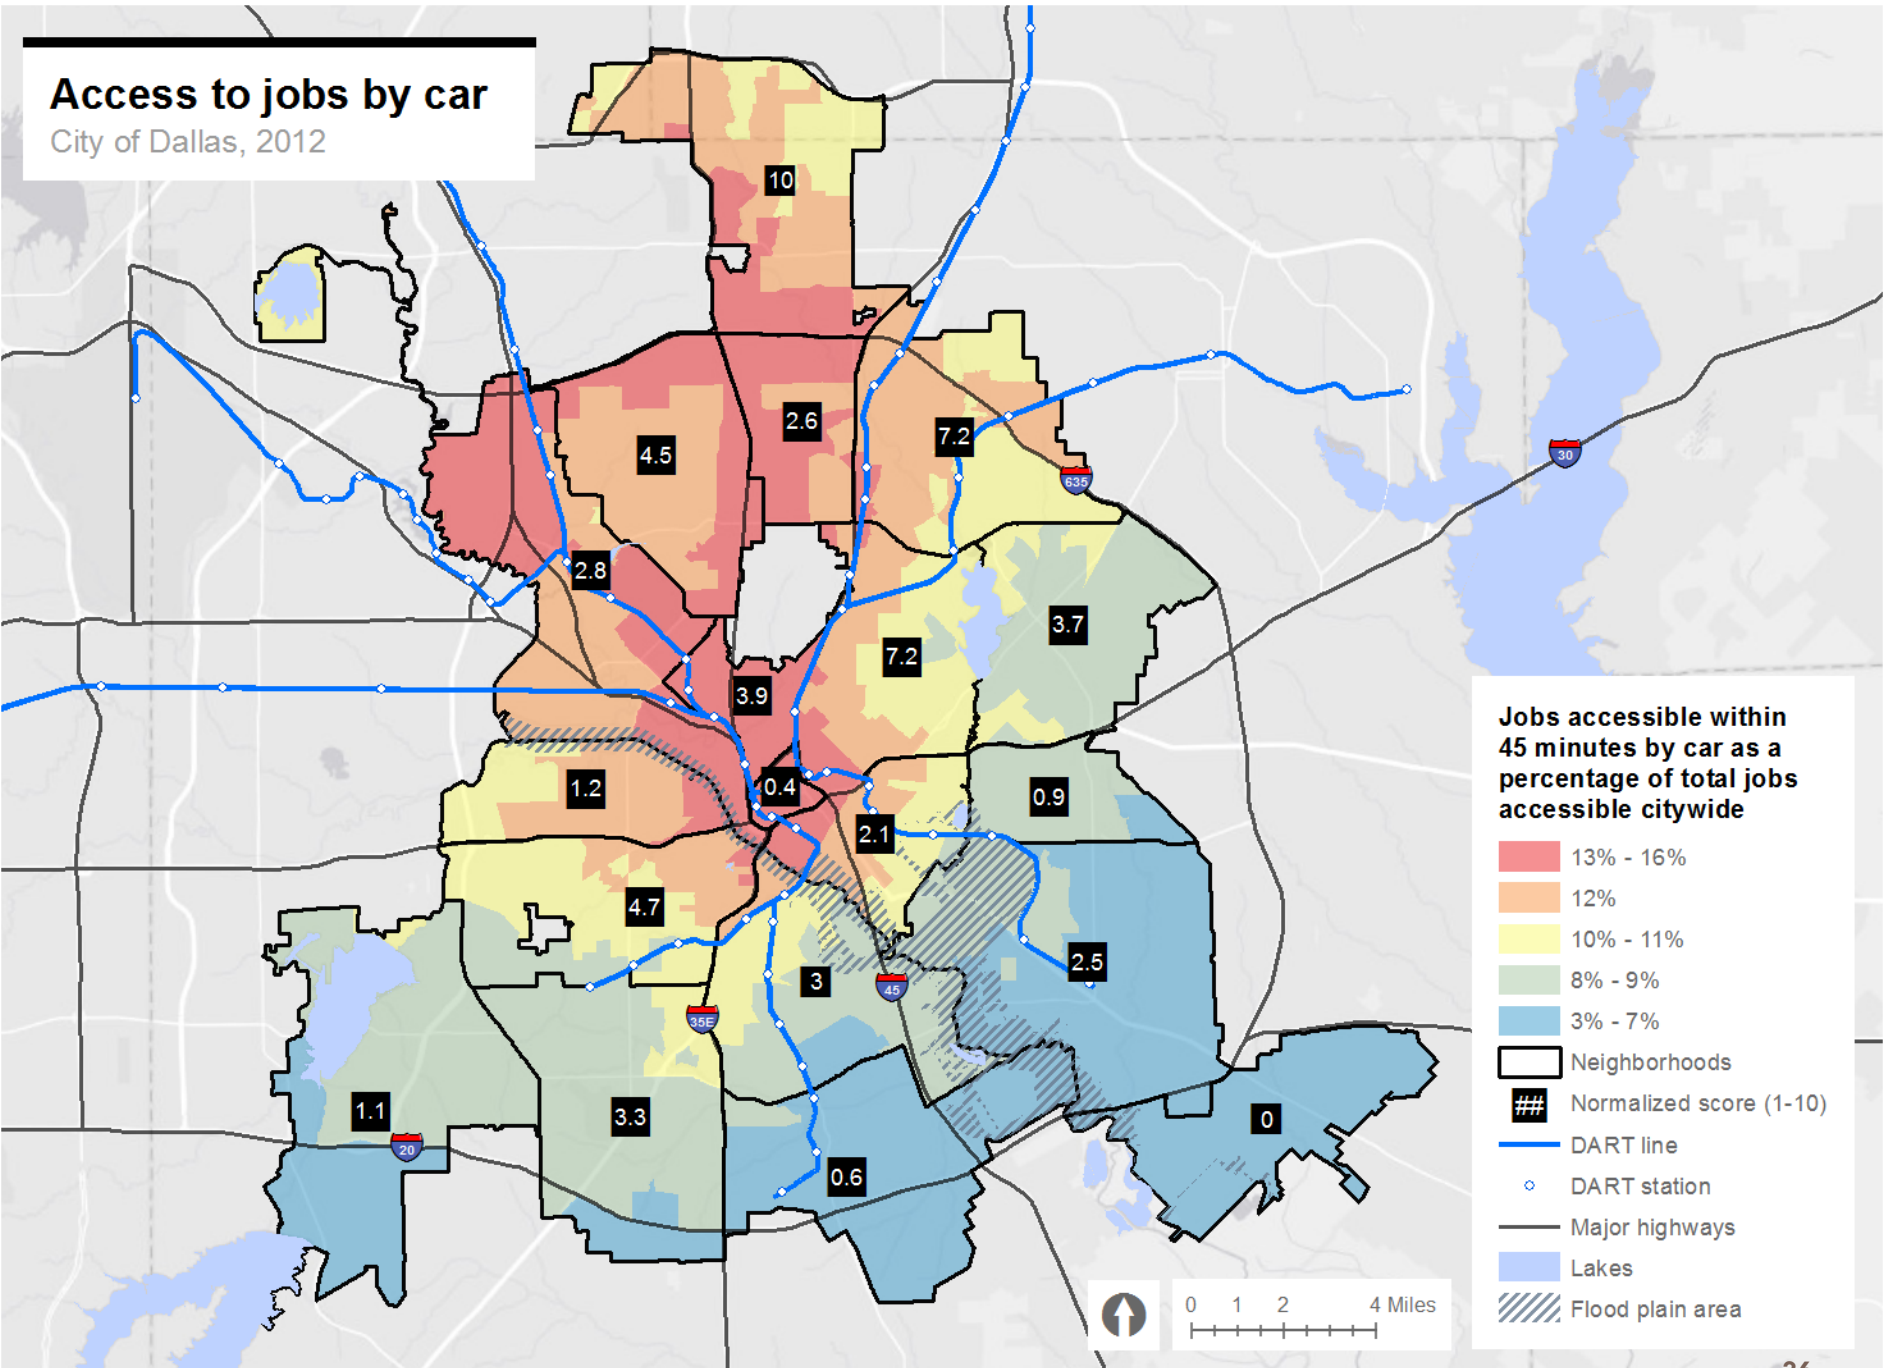 Access to jobs by car
City of Dallas, 2012
10
4.5
2.6
7.2
635
30
2.8
3.7
7.2
3.9
1.2
0.4
0.9
2.1
4.7
2.5
3
45
35E
1.1
3.3
0
20
0.6
Jobs accessible within
45 minutes by car as a
percentage of total jobs
accessible citywide
13% - 16%
12%
10% - 11%
8% - 9%
3% - 7%
Neighborhoods
## Normalized score (1-10)
DART line
DART station
Major highways
Lakes
Flood plain area
0 1 2 4 Miles